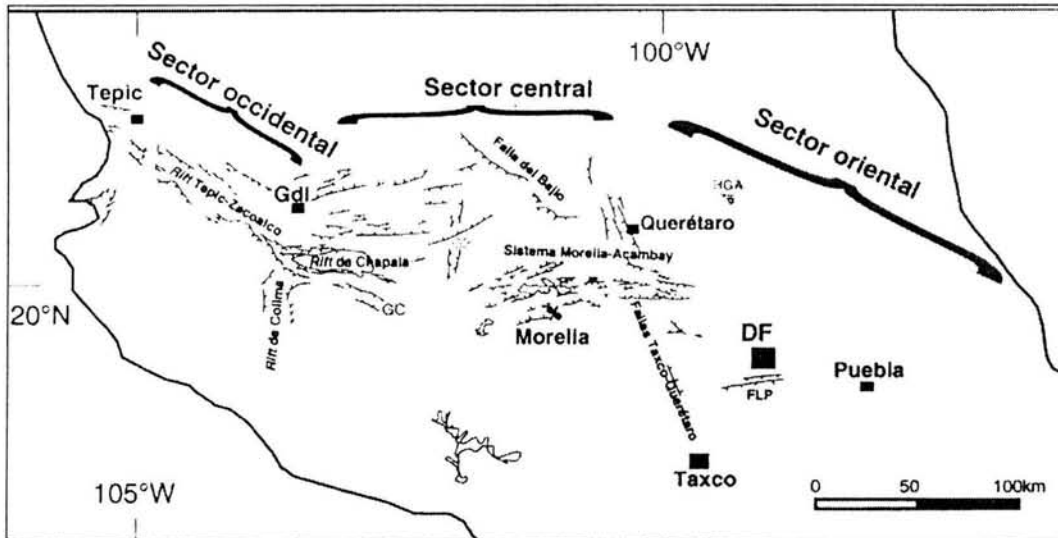 100°W
Sector occidental
Sector central
Sector oriental
Tepic
Falla del Bajío
HGA
Gdl
Rift Tepic-Zacoalco
Querétaro
Sistema Morelia-Acambay
Rift de Chapala
20°N
Rift de Colima
GC
Morelia
Fallas Taxco-Querétaro
DF
Puebla
FLP
Taxco
105°W
0 50 100km